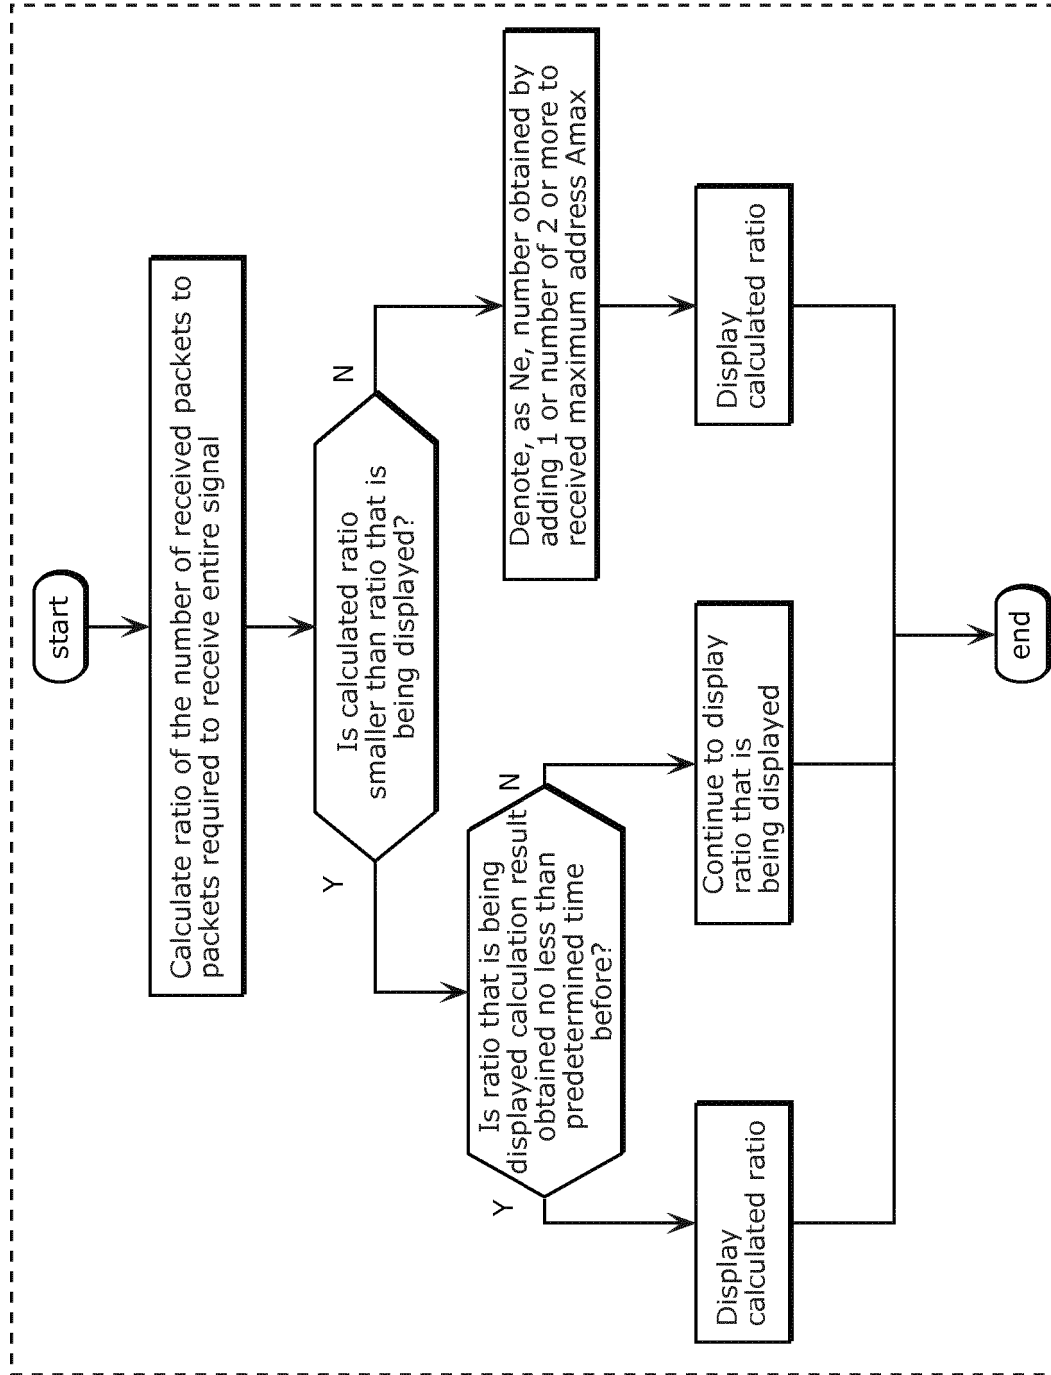 start
Calculate ratio of the number of received packets to
packets required to receive entire signal
Is calculated ratio
smaller than ratio that is
being displayed?
Y
N
Is ratio that is being
displayed calculation result
obtained no less than
predetermined time
before?
Y
N
Denote, as Ne, number obtained by
adding 1 or number of 2 or more to
received maximum address Amax
Display
calculated ratio
Continue to display
ratio that is
being displayed
Display
calculated ratio
end